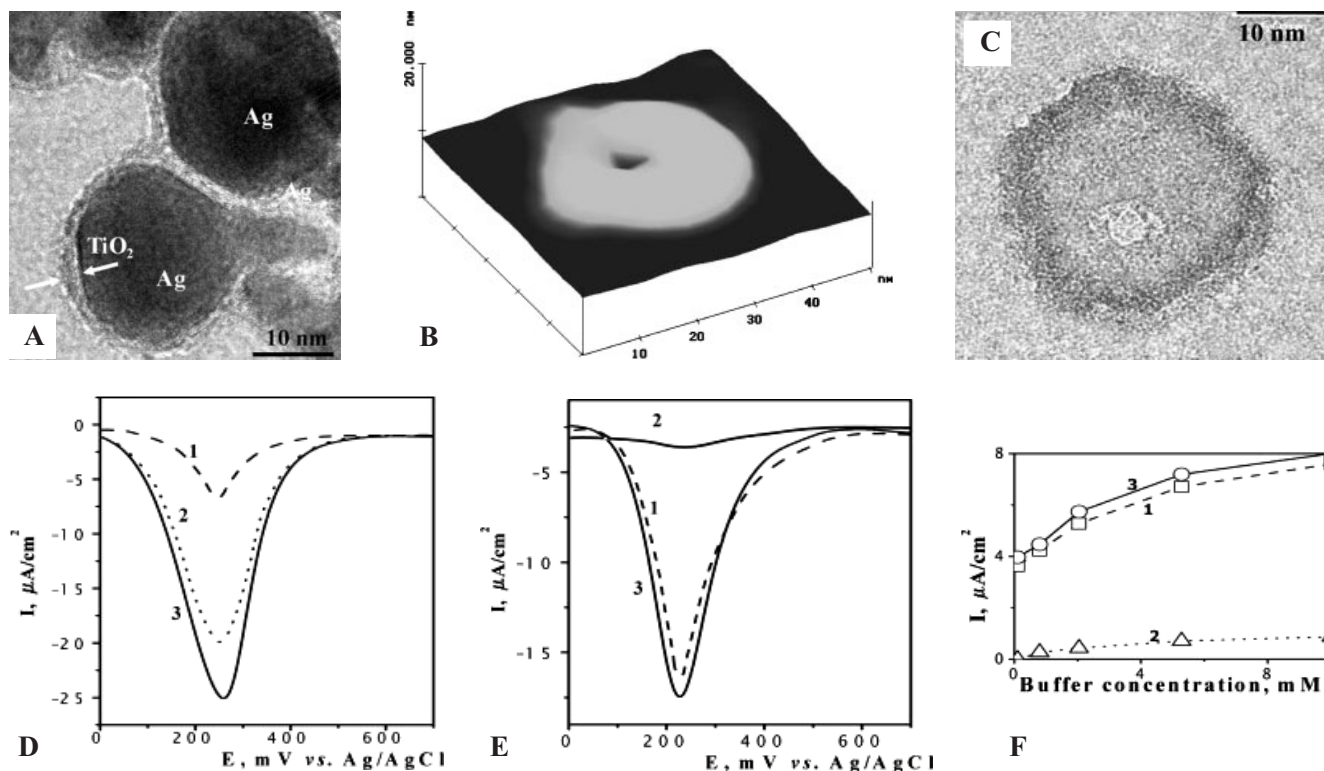 Ag
Ag
TiO2
Ag
10 nm
A
20.000 nm
10
20
30
40
nm
B
10 nm
C
0
-5
-10
-15
-20
-25
I, μA/cm2
1
2
3
0
200
400
600
E, mV vs. Ag/AgCl
D
-5
-10
-15
I, μA/cm2
2
1
3
0
200
400
600
E, mV vs. Ag/AgCl
E
8
4
0
I, μA/cm2
3
1
2
0
4
8
Buffer concentration, mM
F